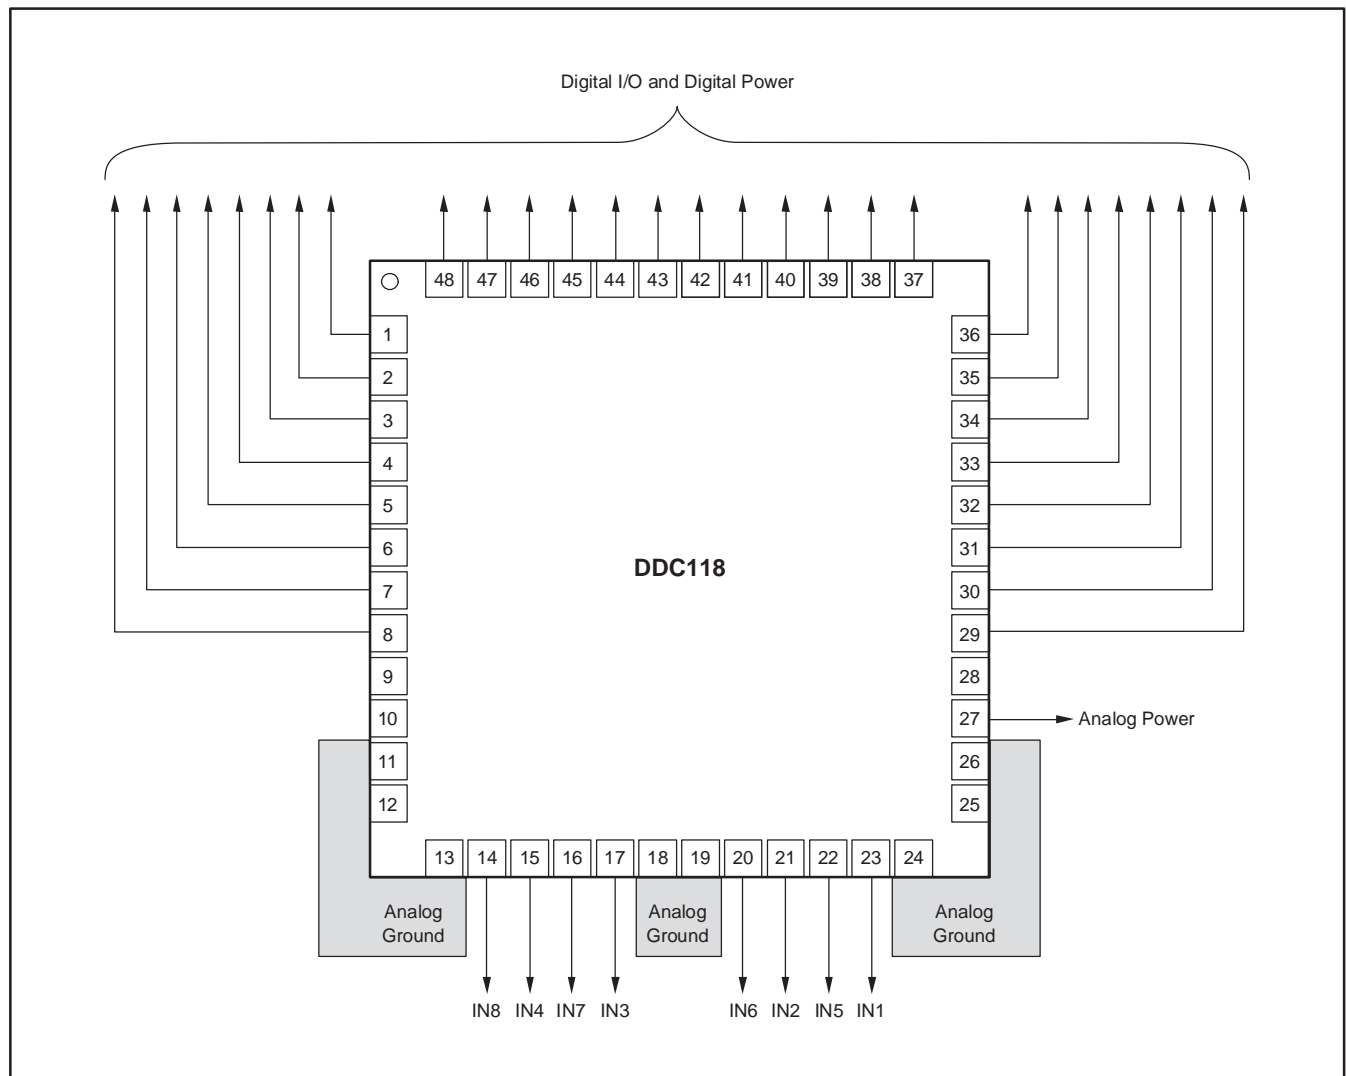 Digital I/O and Digital Power
48 47 46 45 44 43 42 41 40 39 38 37
1 36
2 35
3 34
4 33
5 32
6 31
DDC118
7 30
8 29
9 28
10 27 Analog Power
11 26
12 25
13 14 15 16 17 18 19 20 21 22 23 24
Analog Analog Analog
Ground Ground Ground
IN8 IN4 IN7 IN3 IN6 IN2 IN5 IN1